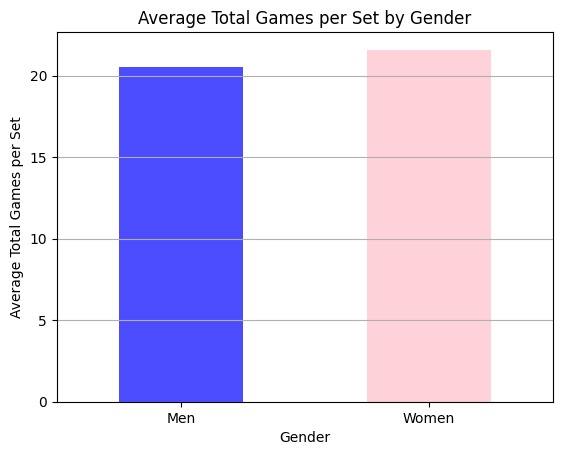 Average Total Games per Set by Gender
Average Total Games per Set
20
15
10
5
0
Men
Women
Gender